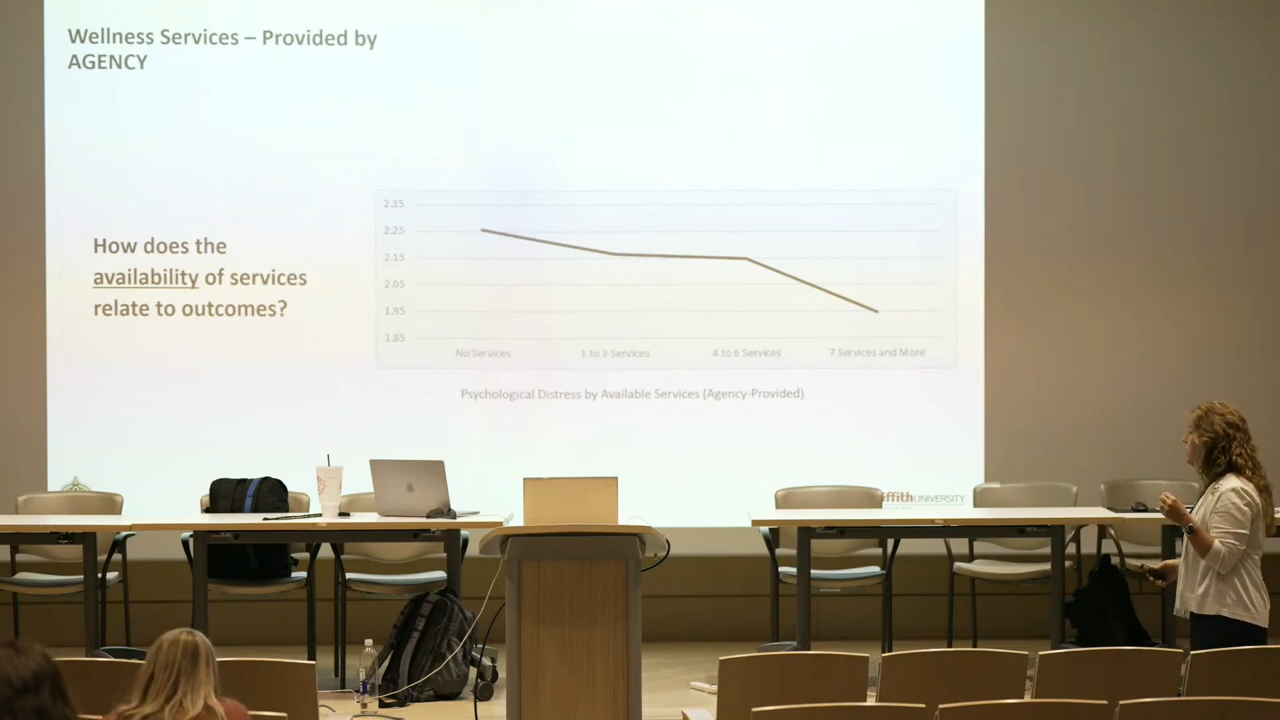 Wellness Services – Provided by
AGENCY
How does the
availability of services
relate to outcomes?
2.35
2.25
2.15
2.05
1.95
1.85
No Services 1 to 3 Services 4 to 6 Services 7 Services and More
Psychological Distress by Available Services (Agency-Provided)
iffith UNIVERSITY